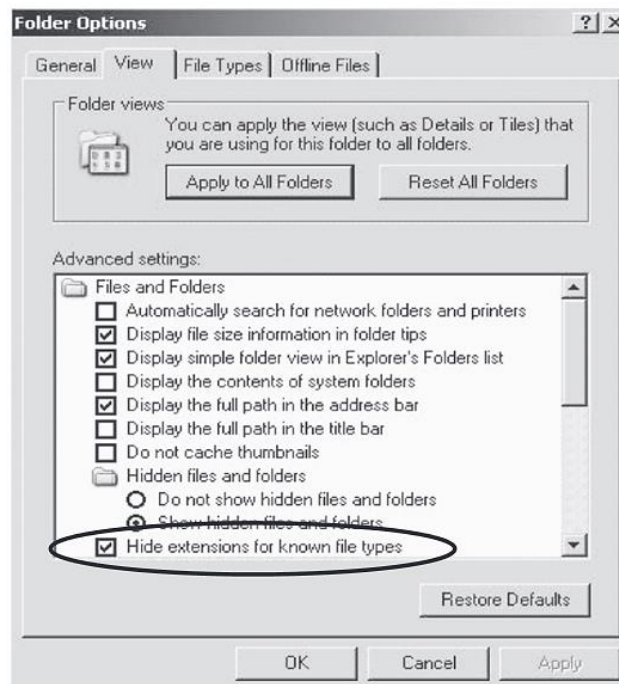 Folder Options
General View File Types Offline Files
Folder views
You can apply the view (such as Details or Tiles) that
you are using for this folder to all folders.
Apply to All Folders Reset All Folders
Advanced settings:
Files and Folders
Automatically search for network folders and printers
Display file size information in folder tips
Display simple folder view in Explorer's Folders list
Display the contents of system folders
Display the full path in the address bar
Display the full path in the title bar
Do not cache thumbnails
Hidden files and folders
Do not show hidden files and folders
Show hidden files and folders
Hide extensions for known file types
Restore Defaults
OK Cancel Apply